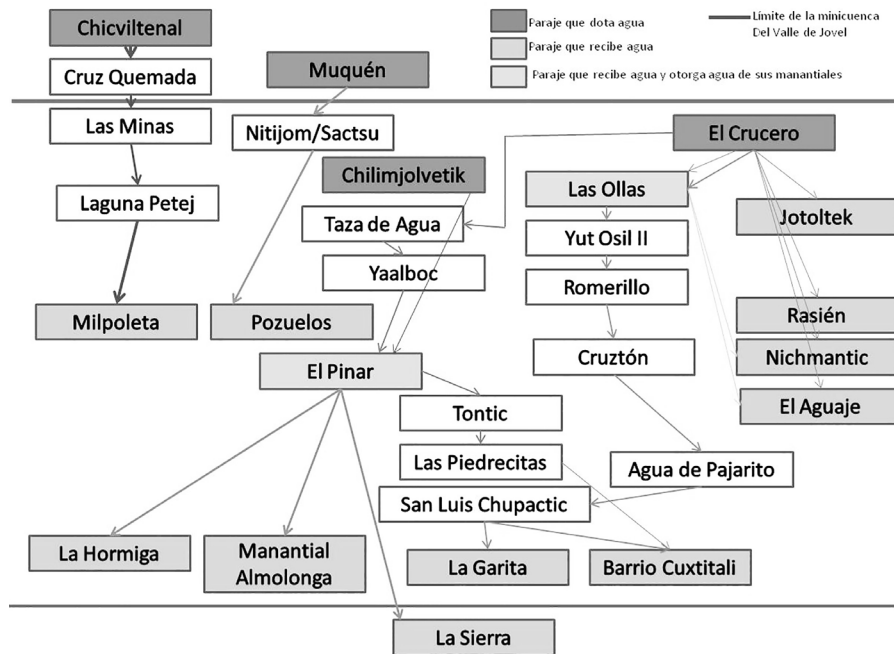 Chicviltenal
Paraje que dota agua
Límite de la minicuenca
Del Valle de Jovel
Paraje que recibe agua
Cruz Quemada
Muquén
Paraje que recibe agua y otorga agua de sus manantiales
Las Minas
Nitijom/Sactsu
El Crucero
Chilimjolvetik
Las Ollas
Laguna Petej
Jotoltek
Taza de Agua
Yut Osil II
Yaalboc
Romerillo
Milpoleta
Pozuelos
Rasién
Cruztón
Nichmantic
El Pinar
El Aguaje
Tontic
Las Piedrecitas
Agua de Pajarito
San Luis Chupactic
La Hormiga
Manantial
Almolonga
La Garita
Barrio Cuxtitali
La Sierra